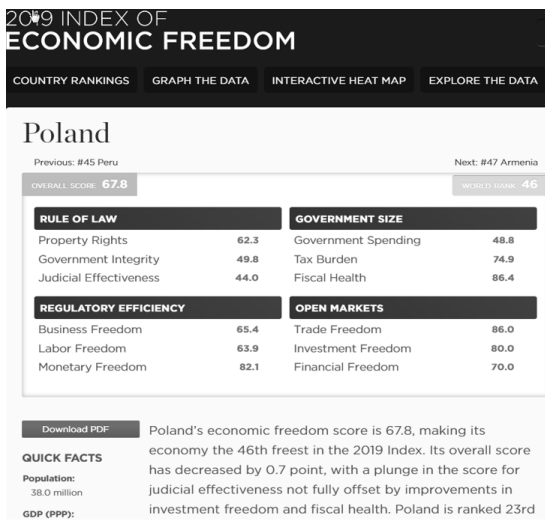 2019 INDEX OF
ECONOMIC FREEDOM
COUNTRY RANKINGS GRAPH THE DATA INTERACTIVE HEAT MAP EXPLORE THE DATA
Poland
Previous: #45 Peru Next: #47 Armenia
OVERALL SCORE 67.8 WORLD RANK 46
RULE OF LAW
Property Rights 62.3
Government Integrity 49.8
Judicial Effectiveness 44.0
GOVERNMENT SIZE
Government Spending 48.8
Tax Burden 74.9
Fiscal Health 86.4
REGULATORY EFFICIENCY
Business Freedom 65.4
Labor Freedom 63.9
Monetary Freedom 82.1
OPEN MARKETS
Trade Freedom 86.0
Investment Freedom 80.0
Financial Freedom 70.0
Download PDF
QUICK FACTS
Population:
38.0 million
GDP (PPP):
Poland's economic freedom score is 67.8, making its
economy the 46th freest in the 2019 Index. Its overall score
has decreased by 0.7 point, with a plunge in the score for
judicial effectiveness not fully offset by improvements in
investment freedom and fiscal health. Poland is ranked 23rd